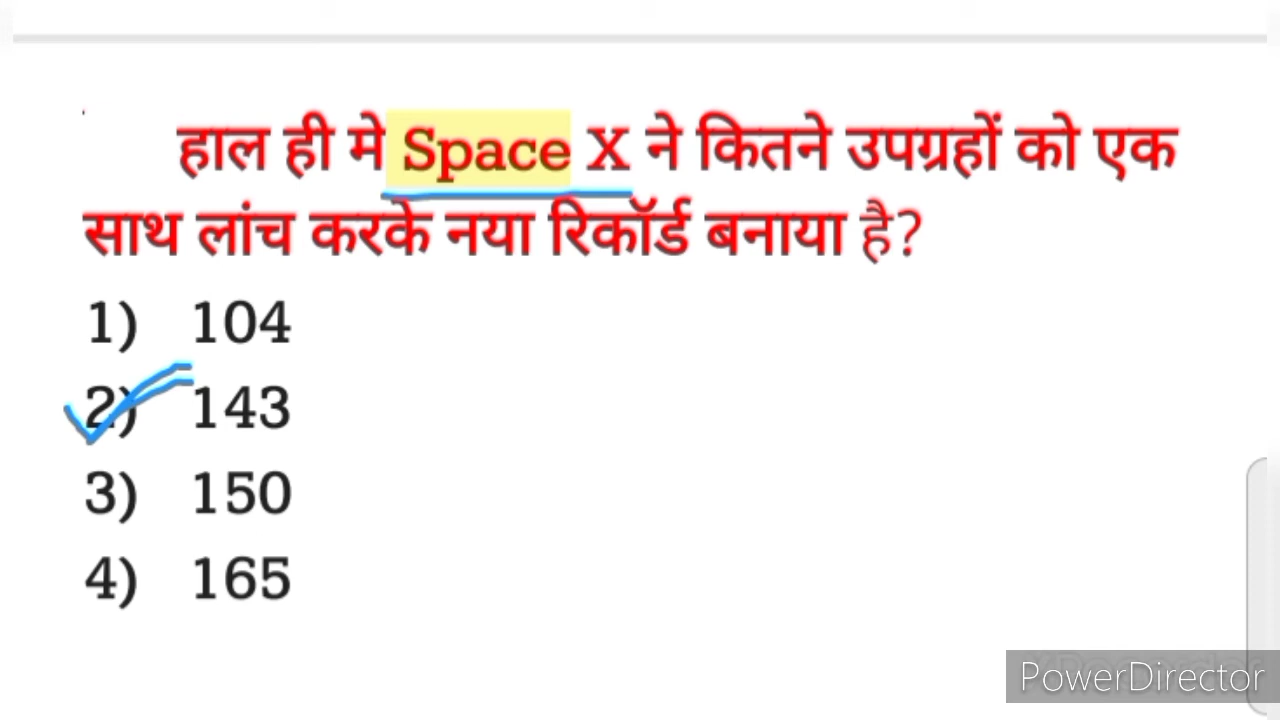 हाल ही मे Space X ने कितने उपग्रहों को एक
साथ लांच करके नया रिकॉर्ड बनाया है?
1) 104
2) 143
3) 150
4) 165
PowerDirector